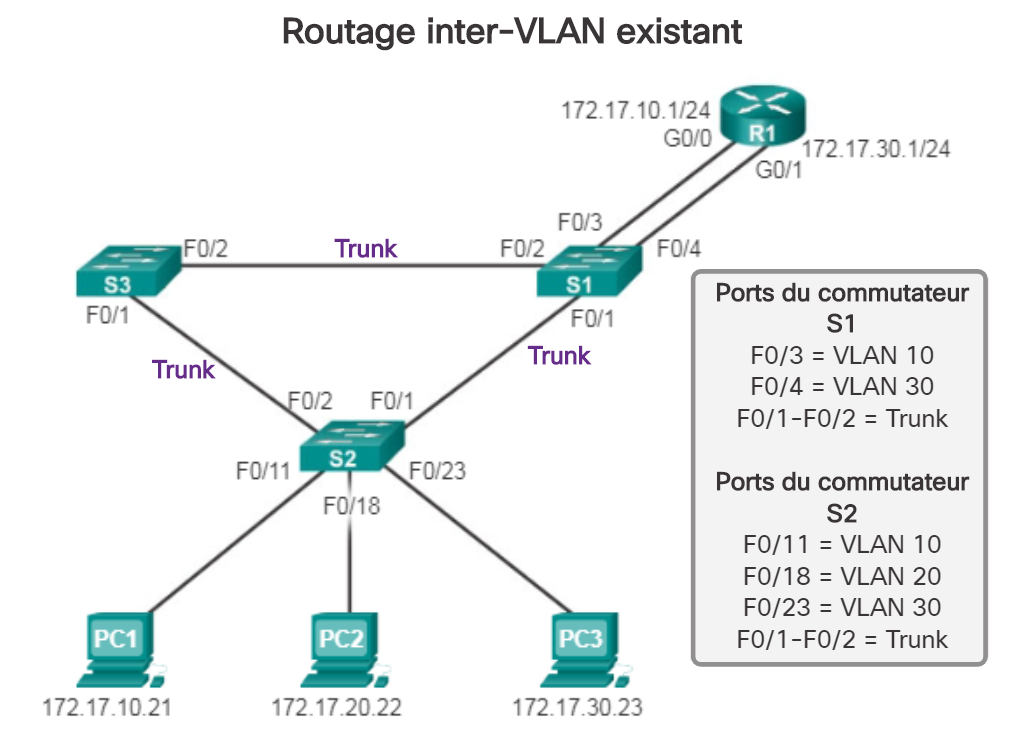 Routage inter-VLAN existant
172.17.10.1/24
G0/0
R1
172.17.30.1/24
G0/1
F0/3
F0/2
Trunk
F0/2
F0/4
S3
S1
F0/1
F0/1
Trunk
Trunk
F0/2
F0/1
S2
F0/11
F0/23
F0/18
PC1
PC2
PC3
172.17.10.21
172.17.20.22
172.17.30.23
Ports du commutateur
S1
F0/3 = VLAN 10
F0/4 = VLAN 30
F0/1-F0/2 = Trunk
Ports du commutateur
S2
F0/11 = VLAN 10
F0/18 = VLAN 20
F0/23 = VLAN 30
F0/1-F0/2 = Trunk